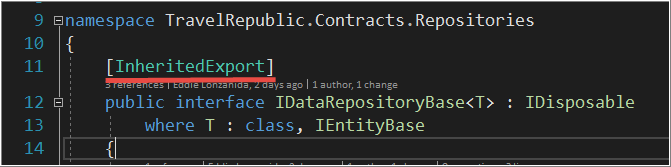 9 namespace TravelRepublic.Contracts.Repositories
10 {
11 [InheritedExport]
3 references | Eddie Lonzanida, 2 days ago | 1 author, 1 change
12 public interface IDataRepositoryBase<T> : IDisposable
13 where T : class, IEntityBase
14 {